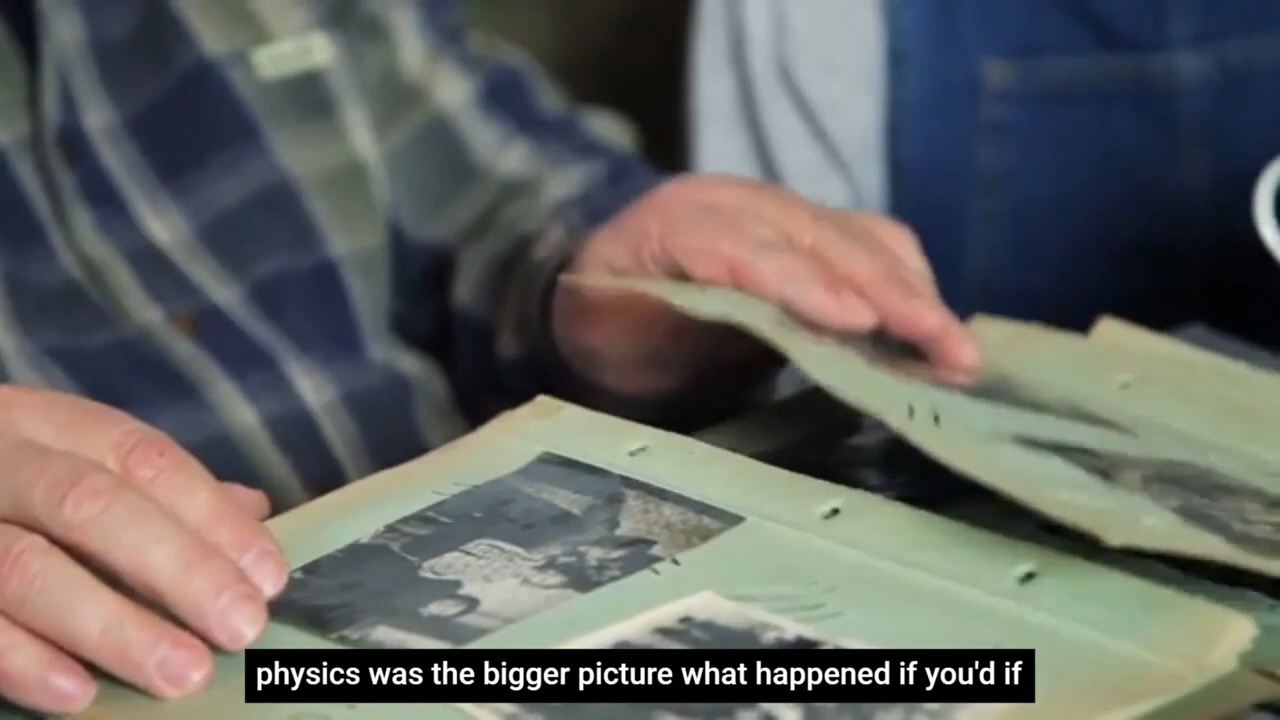 physics was the bigger picture what happened if you'd if